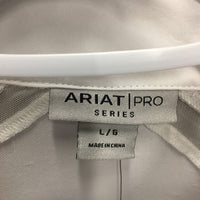 ARIAT|PRO
SERIES
L/G
MADE IN CHINA